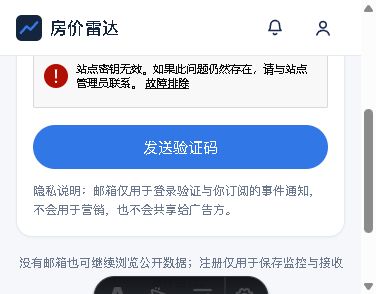 房价雷达
站点密钥无效。如果此问题仍然存在，请与站点
管理员联系。 故障排除
发送验证码
隐私说明：邮箱仅用于登录验证与你订阅的事件通知，
不会用于营销，也不会共享给广告方。
没有邮箱也可继续浏览公开数据；注册仅用于保存监控与接收